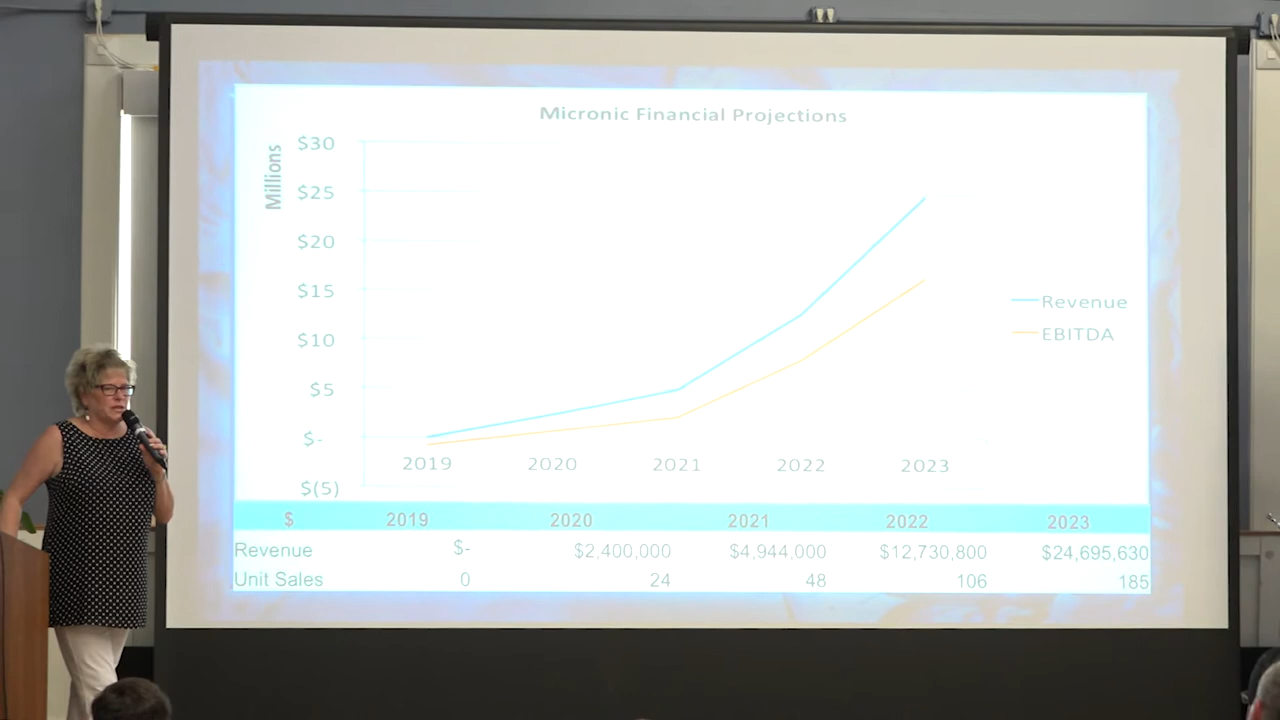 Micronic Financial Projections
Millions
$30
$25
$20
$15
$10
$5
$-
$(5)
2019 2020 2021 2022 2023
Revenue
EBITDA
$ 2019 2020 2021 2022 2023
Revenue $- $2,400,000 $4,944,000 $12,730,800 $24,695,630
Unit Sales 0 24 48 106 185